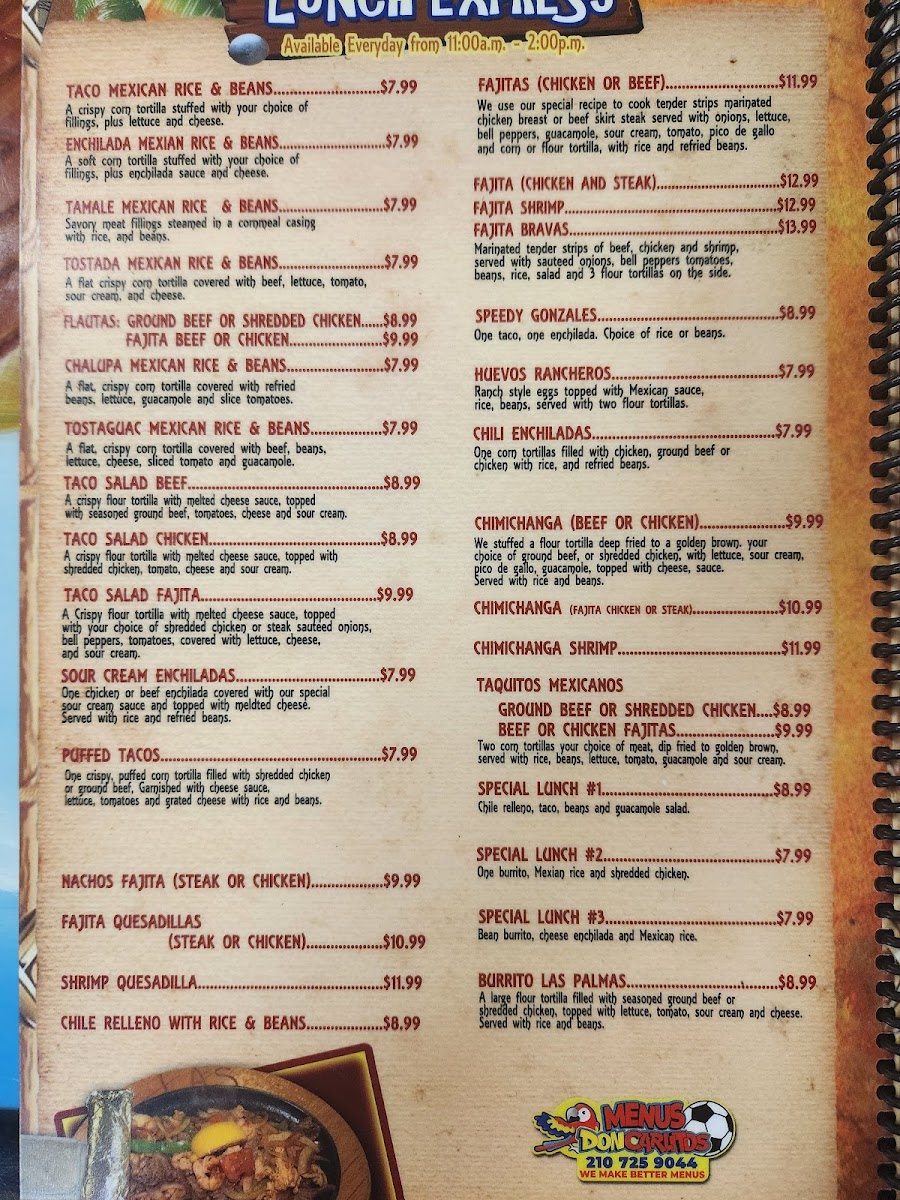 LUNCH EXPRESS
Available Everyday from 11:00a.m. - 2:00p.m.
TACO MEXICAN RICE & BEANS............................$7.99
A crispy corn tortilla stuffed with your choice of
fillings, plus lettuce and cheese.
ENCHILADA MEXIAN RICE & BEANS............................$7.99
A soft corn tortilla stuffed with your choice of
fillings, plus enchilada sauce and cheese.
TAMALE MEXICAN RICE & BEANS............................$7.99
Savory meat fillings steamed in a cornmeal casing
with rice, and beans.
TOSTADA MEXICAN RICE & BEANS............................$7.99
A flat crispy corn tortilla covered with beef, lettuce, tomato,
sour cream, and cheese.
FLAUTAS: GROUND BEEF OR SHREDDED CHICKEN......$8.99
FAJITA BEEF OR CHICKEN........................$9.99
CHALUPA MEXICAN RICE & BEANS.........................$7.99
A flat, crispy corn tortilla covered with refried
beans, lettuce, guacamole and slice tomatoes.
TOSTAGUAC MEXICAN RICE & BEANS..................$7.99
A flat, crispy corn tortilla covered with beef, beans,
lettuce, cheese, sliced tomato and guacamole.
TACO SALAD BEEF...................................................$8.99
A crispy flour tortilla with melted cheese sauce, topped
with seasoned ground beef, tomatoes, cheese and sour cream.
TACO SALAD CHICKEN.............................................$8.99
A crispy flour tortilla with melted cheese sauce, topped with
shredded chicken, tomato, cheese and sour cream.
TACO SALAD FAJITA..............................................$9.99
A Crispy flour tortilla with melted cheese sauce, topped
with your choice of shredded chicken or steak sauteed onions,
bell peppers, tomatoes, covered with lettuce, cheese,
and sour cream.
SOUR CREAM ENCHILADAS.....................................$7.99
One chicken or beef enchilada covered with our special
sour cream sauce and topped with meldted cheese.
Served with rice and refried beans.
PUFFED TACOS.........................................................$7.99
One crispy, puffed corn tortilla filled with shredded chicken
or ground beef, Garnished with cheese sauce,
lettuce, tomatoes and grated cheese with rice and beans.
NACHOS FAJITA (STEAK OR CHICKEN)..................$9.99
FAJITA QUESADILLAS
(STEAK OR CHICKEN)...................$10.99
SHRIMP QUESADILLA................................................$11.99
CHILE RELLENO WITH RICE & BEANS...................$8.99
FAJITAS (CHICKEN OR BEEF).............................$11.99
We use our special recipe to cook tender strips marinated
chicken breast or beef skirt steak served with onions, lettuce,
bell peppers, guacamole, sour cream, tomato, pico de gallo
and corn or flour tortilla, with rice and refried beans.
FAJITA (CHICKEN AND STEAK)...............................$12.99
FAJITA SHRIMP......................................................$12.99
FAJITA BRAVAS.....................................................$13.99
Marinated tender strips of beef, chicken and shrimp,
served with sauteed onions, bell peppers tomatoes,
beans, rice, salad and 3 flour tortillas on the side.
SPEEDY GONZALES...............................................$8.99
One taco, one enchilada. Choice of rice or beans.
HUEVOS RANCHEROS...........................................$7.99
Ranch style eggs topped with Mexican sauce,
rice, beans, served with two flour tortillas.
CHILI ENCHILADAS...............................................$7.99
One corn tortillas filled with chicken, ground beef or
chicken with rice, and refried beans.
CHIMICHANGA (BEEF OR CHICKEN)......................$9.99
We stuffed a flour tortilla deep fried to a golden brown. your
choice of ground beef, or shredded chicken, with lettuce, sour cream,
pico de gallo, guacamole, topped with cheese, sauce.
Served with rice and beans.
CHIMICHANGA (FAJITA CHICKEN OR STEAK)......................$10.99
CHIMICHANGA SHRIMP..........................................$11.99
TAQUITOS MEXICANOS
GROUND BEEF OR SHREDDED CHICKEN....$8.99
BEEF OR CHICKEN FAJITAS.........................$9.99
Two corn tortillas your choice of meat, dip fried to golden brown,
served with rice, beans, lettuce, tomato, guacamole and sour cream.
SPECIAL LUNCH #1............................................$8.99
Chile relleno, taco, beans and guacamole salad.
SPECIAL LUNCH #2............................................$7.99
One burrito, Mexian rice and shredded chicken.
SPECIAL LUNCH #3............................................$7.99
Bean burrito, cheese enchilada and Mexican rice.
BURRITO LAS PALMAS.......................................$8.99
A large flour tortilla filled with seasoned ground beef or
shredded chicken, topped with lettuce, tomato, sour cream and cheese.
Served with rice and beans.
MENUS
DON CARLITOS
210 725 9044
WE MAKE BETTER MENUS